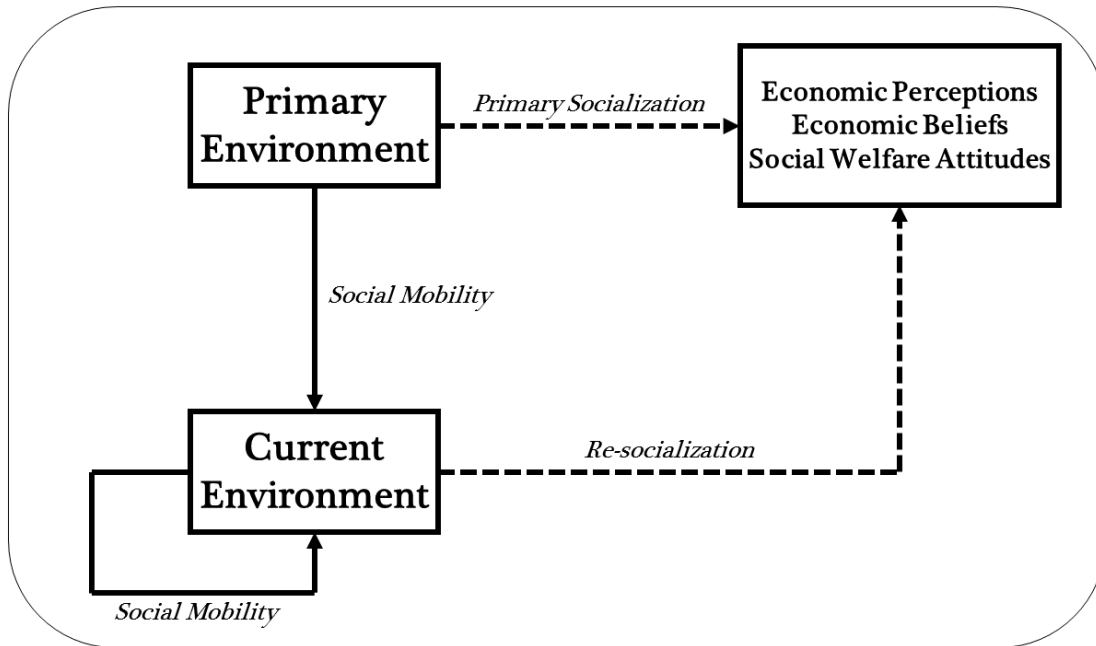 Primary
Environment
Primary Socialization
Economic Perceptions
Economic Beliefs
Social Welfare Attitudes
Social Mobility
Current
Environment
Re-socialization
Social Mobility